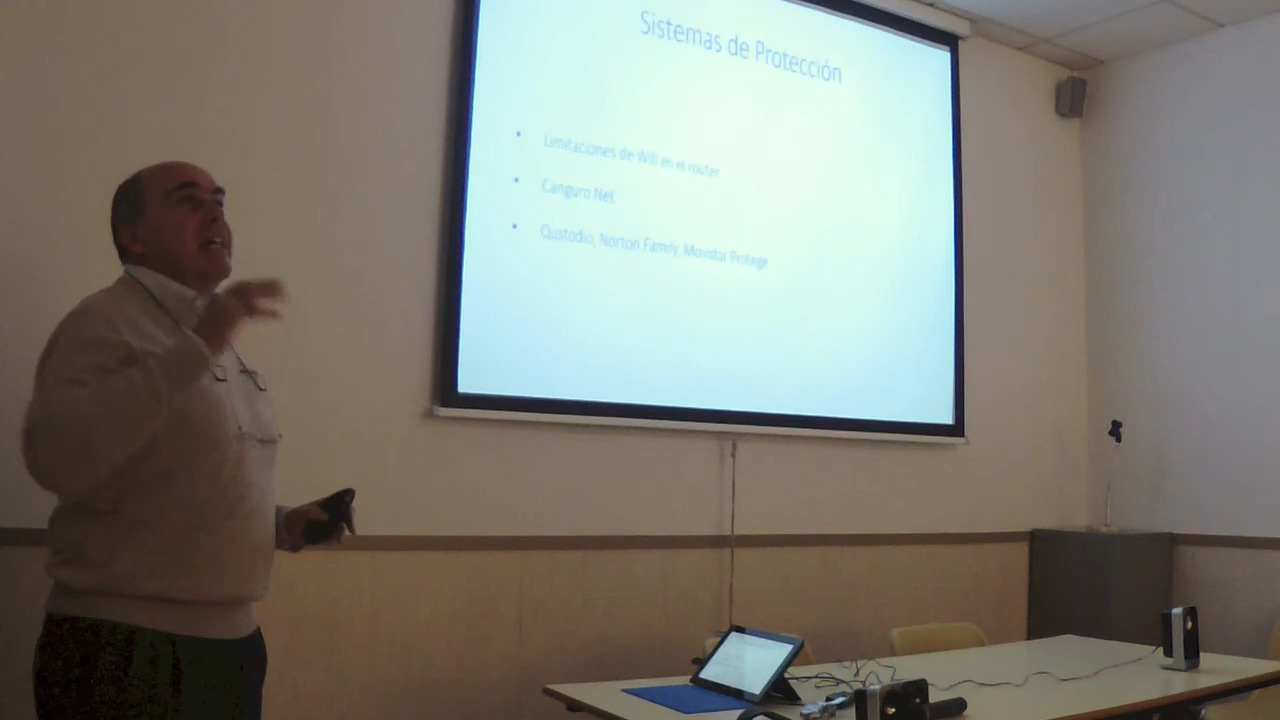 Sistemas de Protección
Limitaciones de Wifi en el router
Canguro Net
Qustodio, Norton Family, Movistar Protege